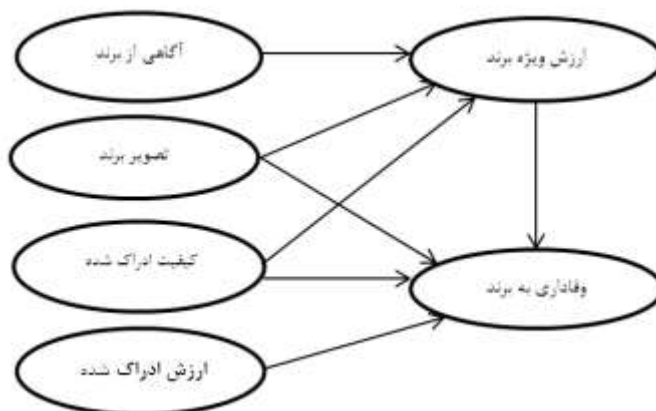 آگاهی از برند
ارزش ویژه برند
تصویر برند
کیفیت ادراک شده
وفاداری به برند
ارزش ادراک شده